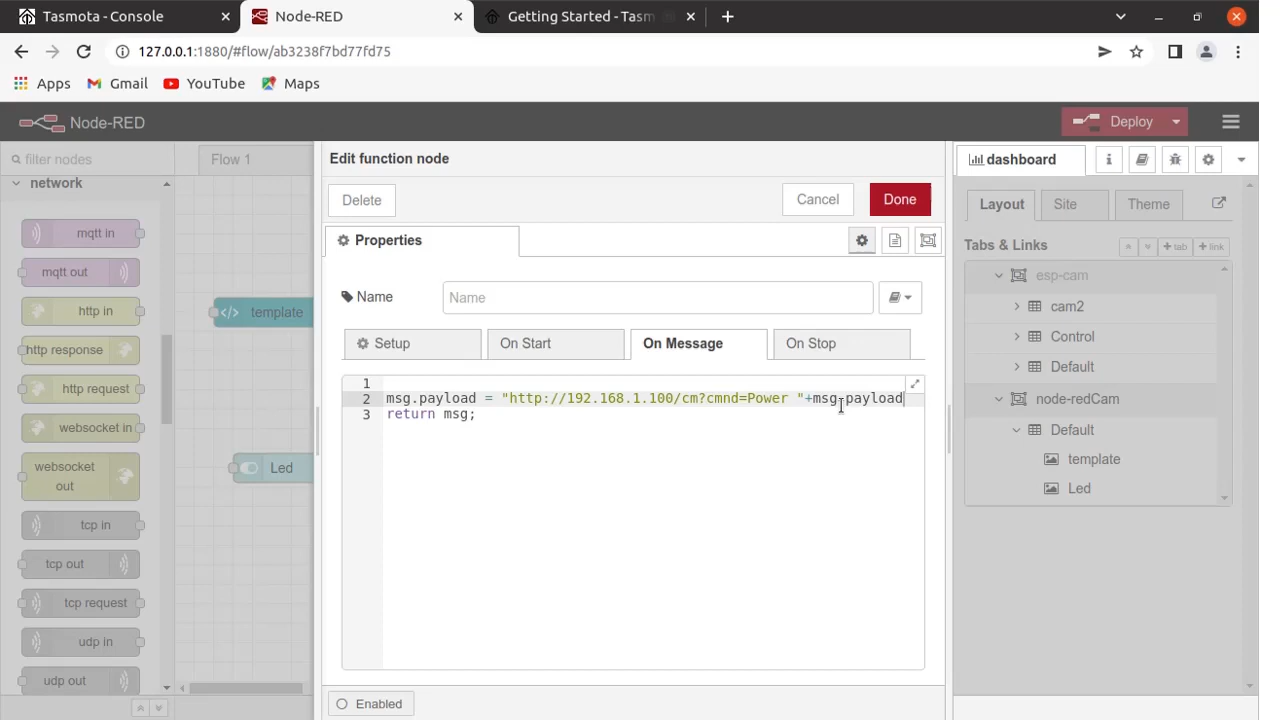 Tasmota - Console
Node-RED
Getting Started - Tasm
127.0.0.1:1880/#flow/ab3238f7bd77fd75
Apps
Gmail
YouTube
Maps
Node-RED
Deploy
filter nodes
network
mqtt in
mqtt out
http in
http response
http request
websocket in
websocket
out
tcp in
tcp out
tcp request
udp in
udp out
Flow 1
template
Led
Edit function node
Delete
Cancel
Done
Properties
Name
Name
Setup
On Start
On Message
On Stop
1
2 msg.payload = "http://192.168.1.100/cm?cmnd=Power "+msg.payload
3 return msg;
Enabled
dashboard
i
Layout
Site
Theme
Tabs & Links
+ tab
+ link
esp-cam
cam2
Control
Default
node-redCam
Default
template
Led